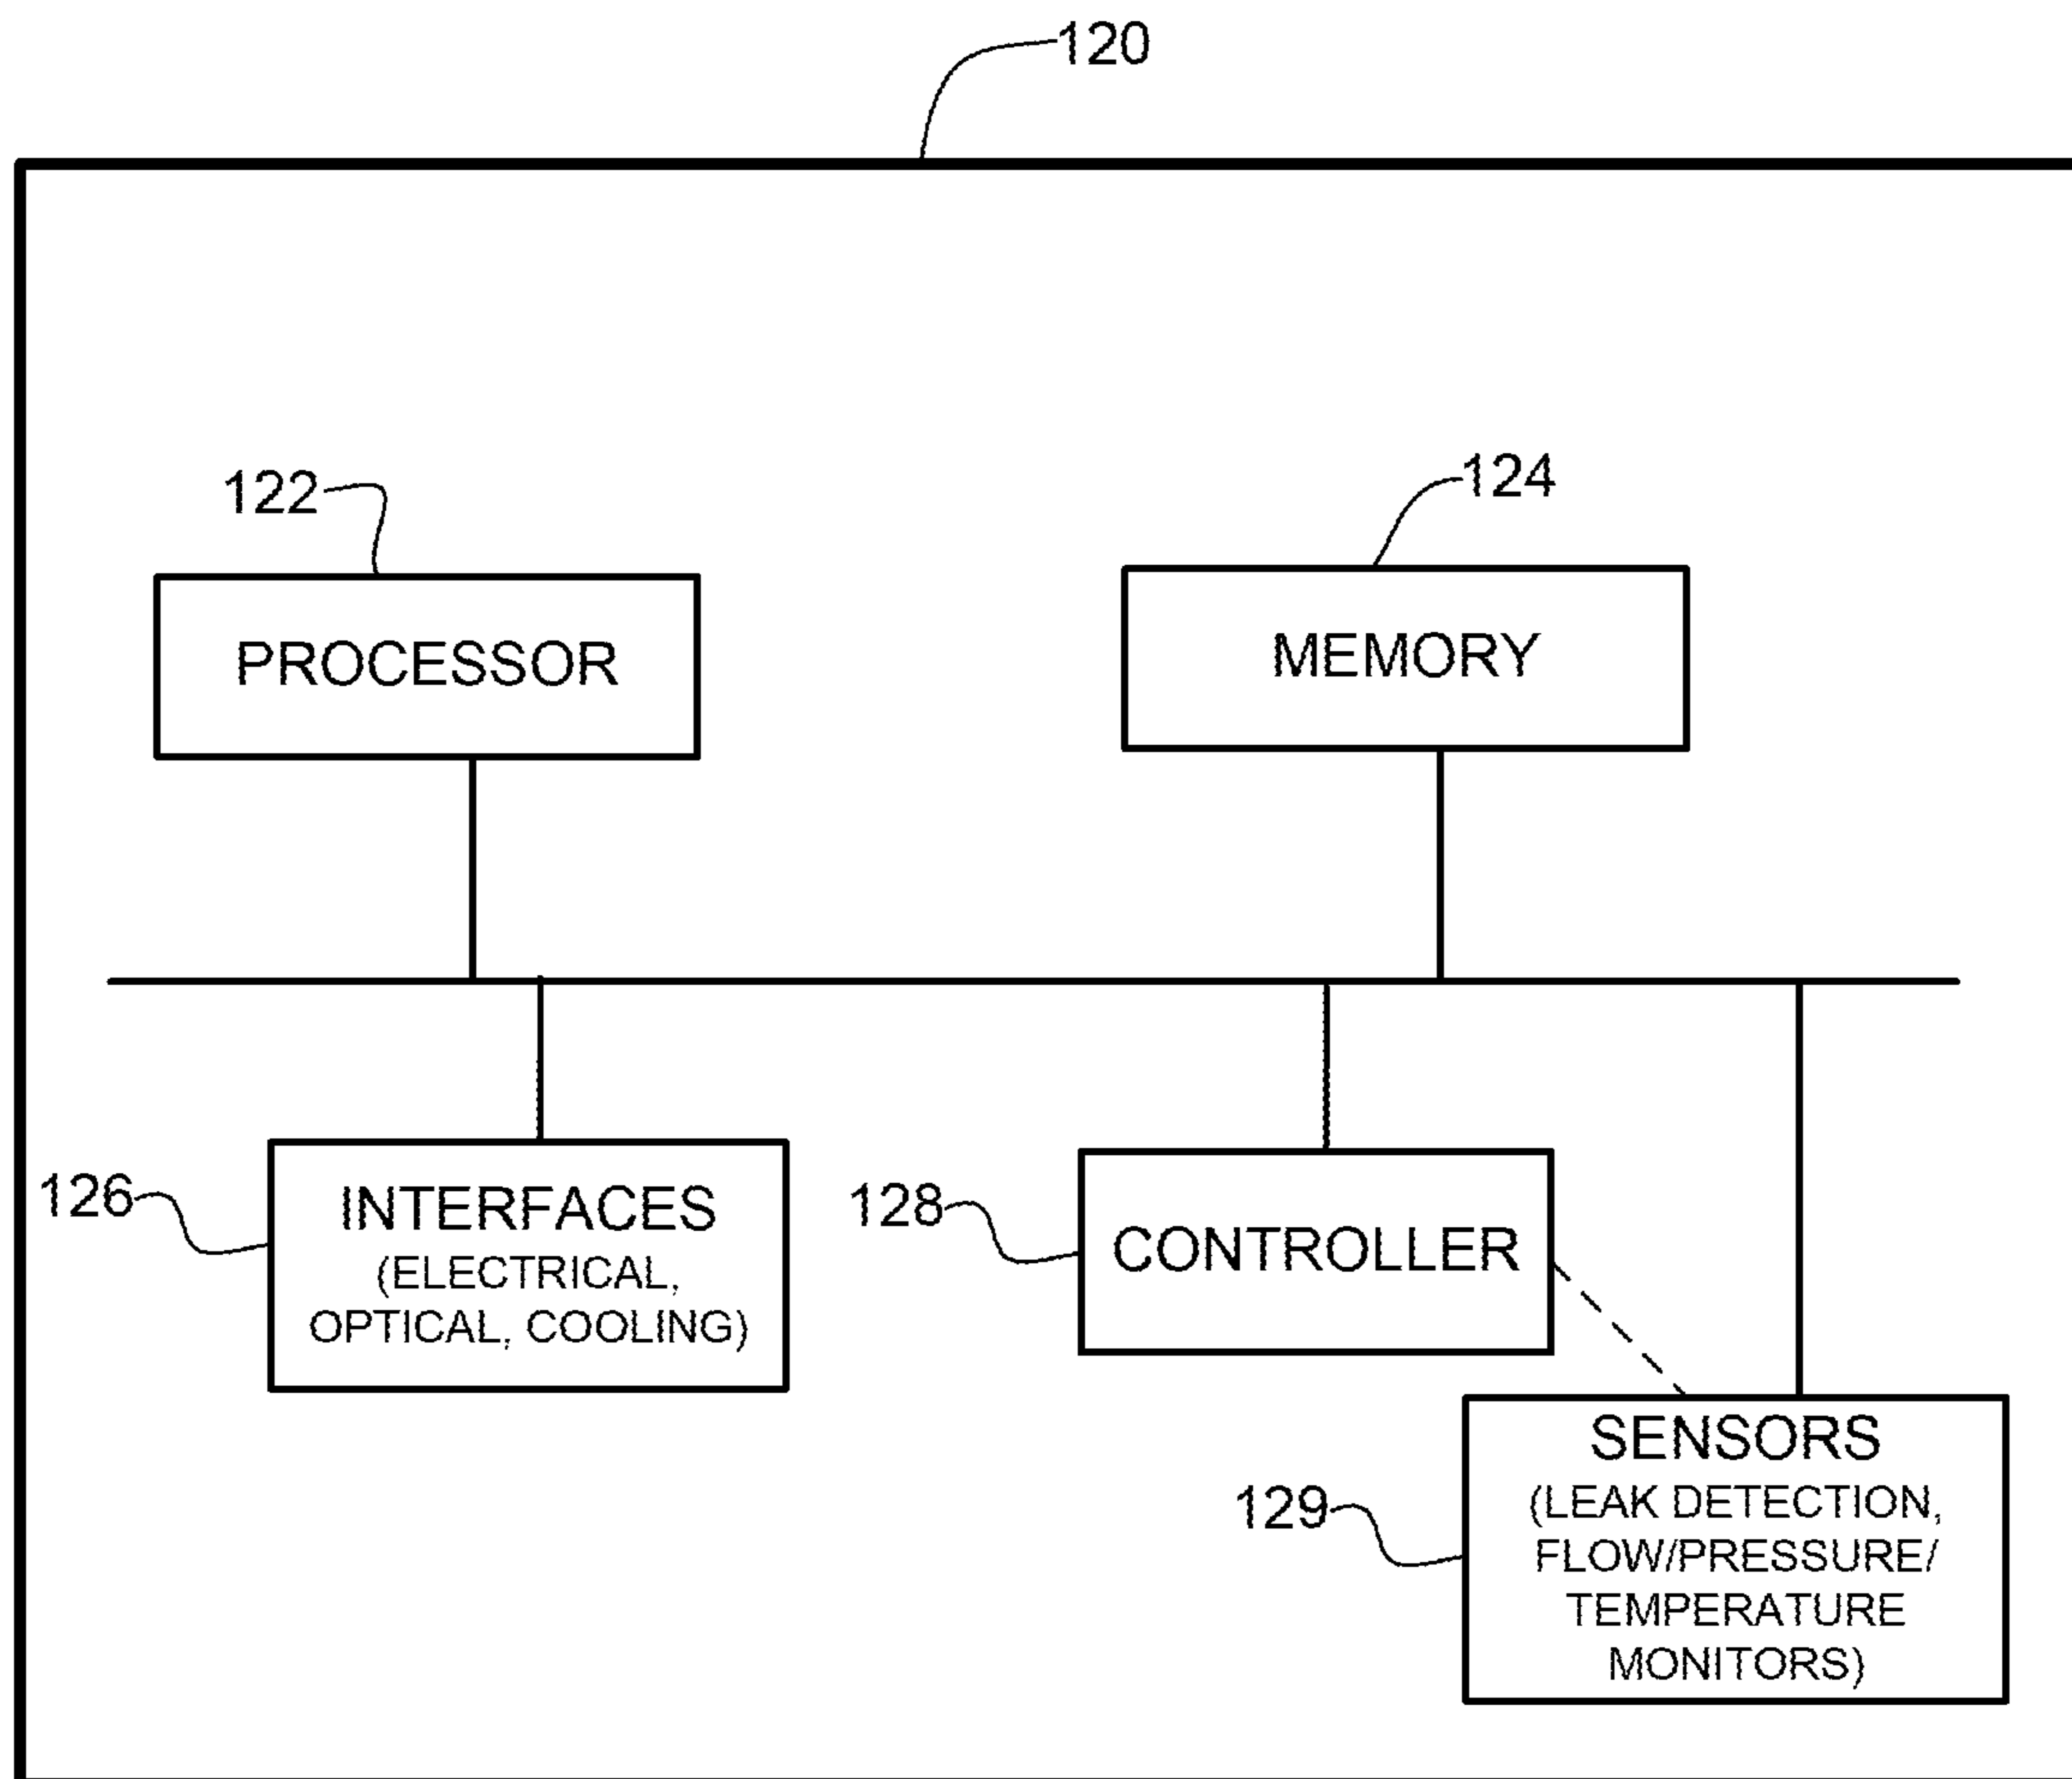 120
122
124
PROCESSOR
MEMORY
126
INTERFACES
(ELECTRICAL,
OPTICAL, COOLING)
128
CONTROLLER
129
SENSORS
(LEAK DETECTION,
FLOW/PRESSURE/
TEMPERATURE
MONITORS)